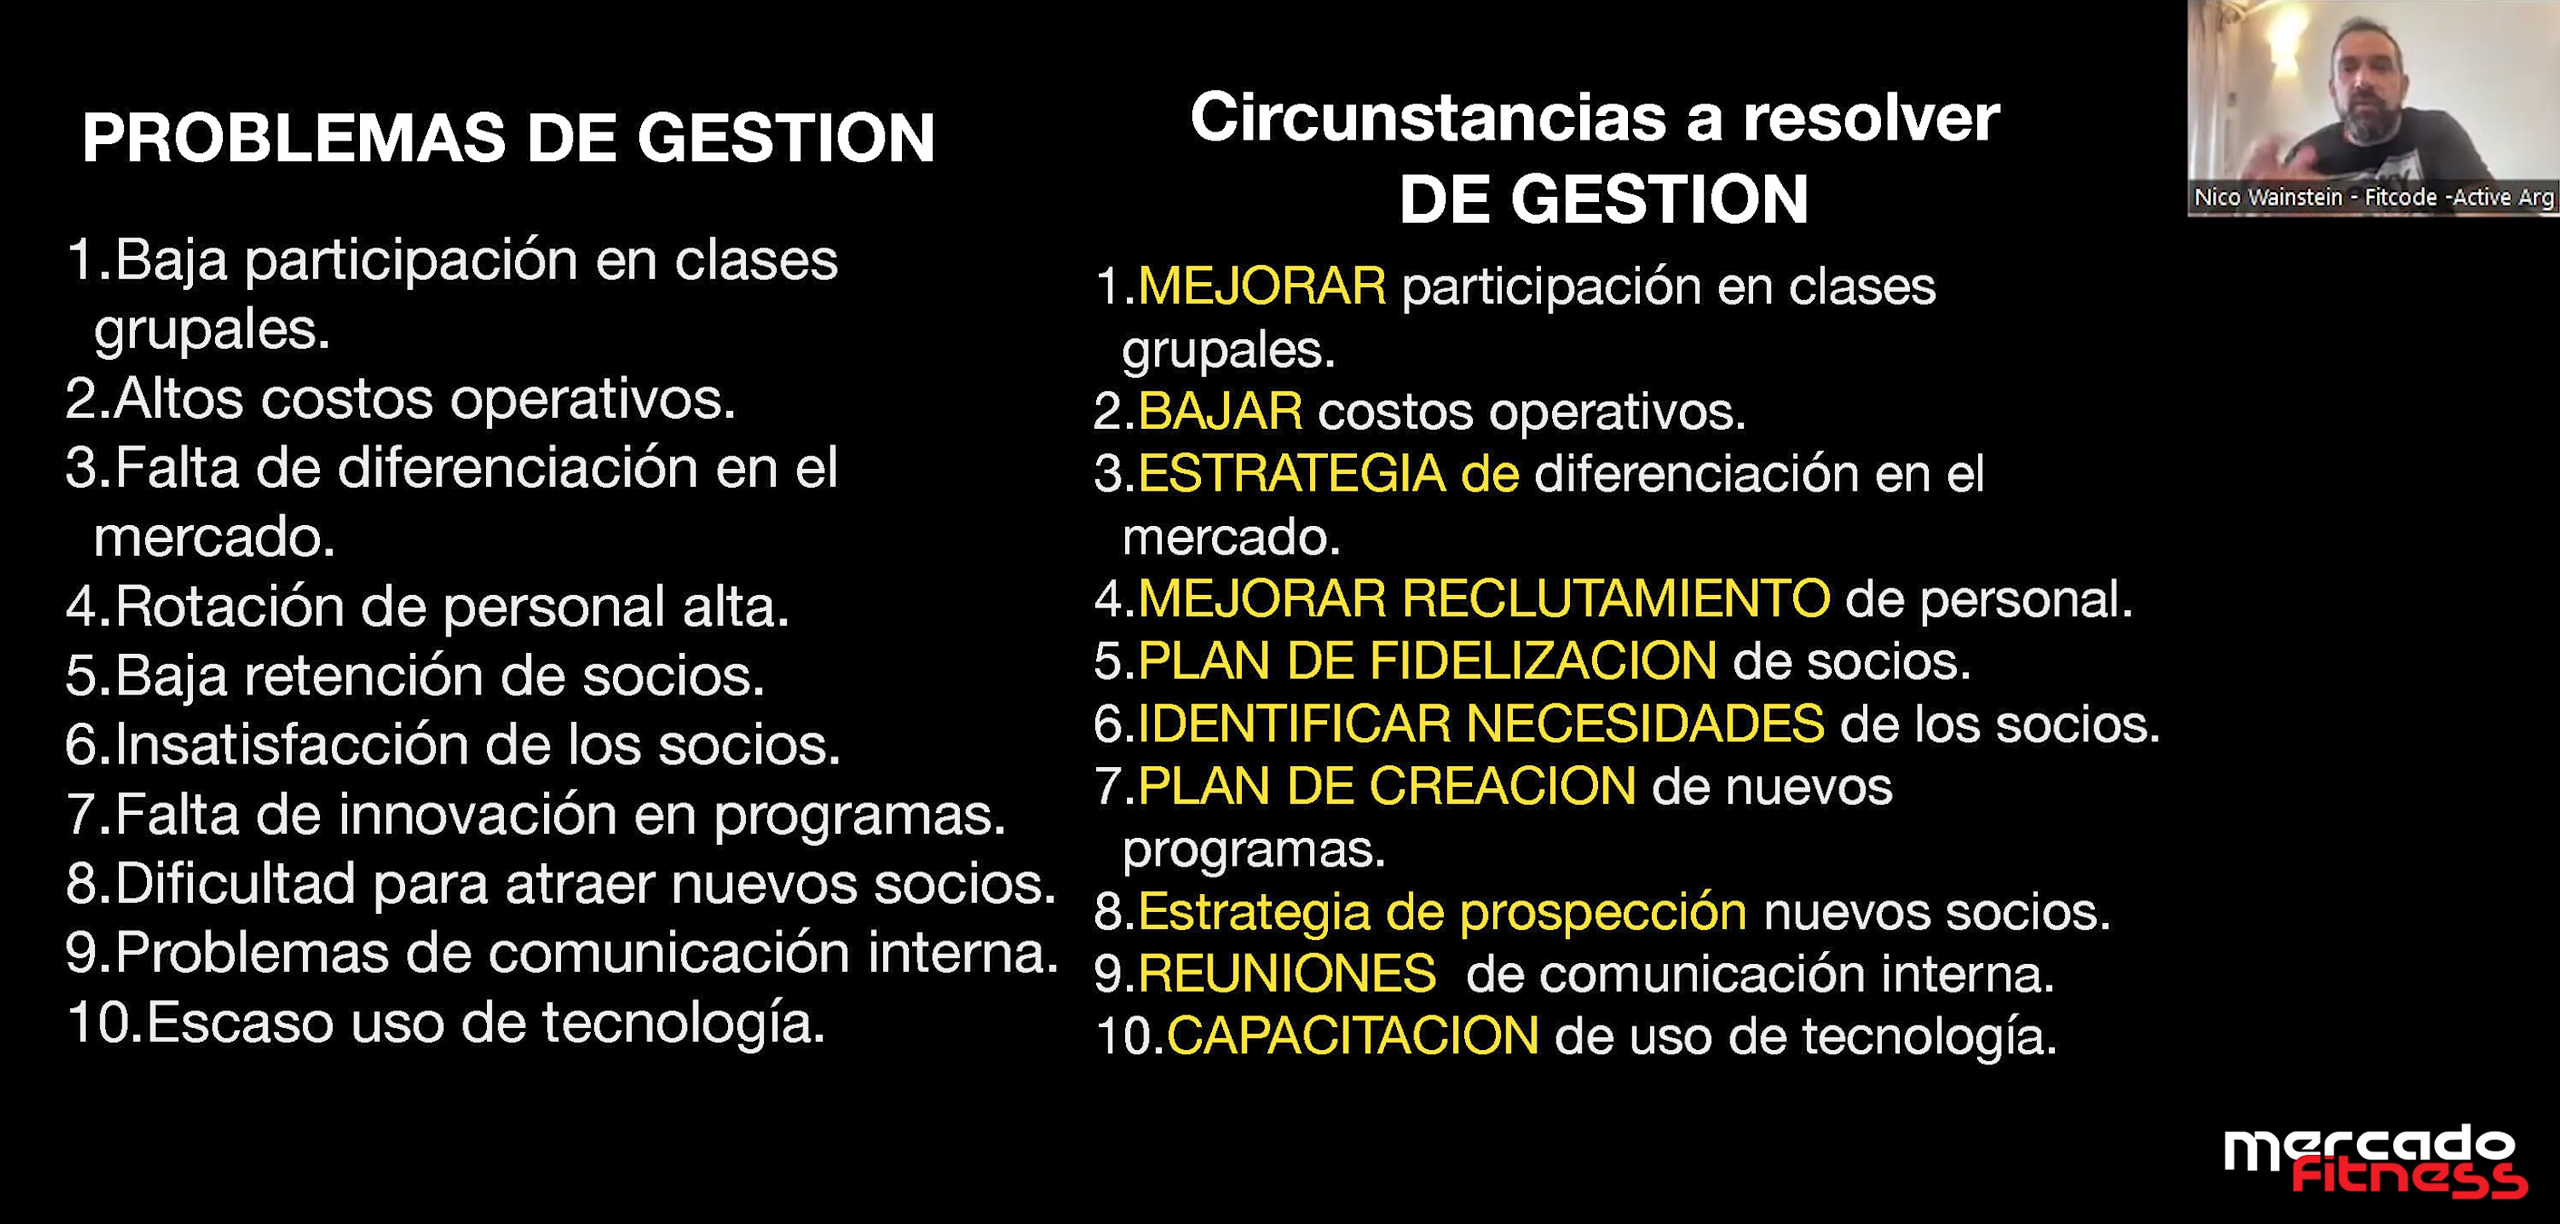 PROBLEMAS DE GESTION
1.Baja participación en clases
grupales.
2.Altos costos operativos.
3.Falta de diferenciación en el
mercado.
4.Rotación de personal alta.
5.Baja retención de socios.
6.Insatisfacción de los socios.
7.Falta de innovación en programas.
8.Dificultad para atraer nuevos socios.
9.Problemas de comunicación interna.
10.Escaso uso de tecnología.
Circunstancias a resolver
DE GESTION
1.MEJORAR participación en clases
grupales.
2.BAJAR costos operativos.
3.ESTRATEGIA de diferenciación en el
mercado.
4.MEJORAR RECLUTAMIENTO de personal.
5.PLAN DE FIDELIZACION de socios.
6.IDENTIFICAR NECESIDADES de los socios.
7.PLAN DE CREACION de nuevos
programas.
8.Estrategia de prospección nuevos socios.
9.REUNIONES  de comunicación interna.
10.CAPACITACION de uso de tecnología.
Nico Wainstein - Fitcode -Active Arg
mercado
fitness